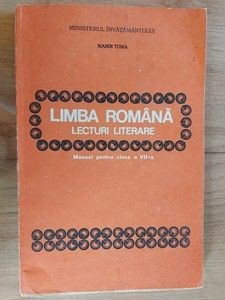 MINISTERUL ÎNVĂȚĂMÂNTULUI
MARIN TOMA
LIMBA ROMÂNĂ
LECTURI LITERARE
Manual pentru clasa a VII-a